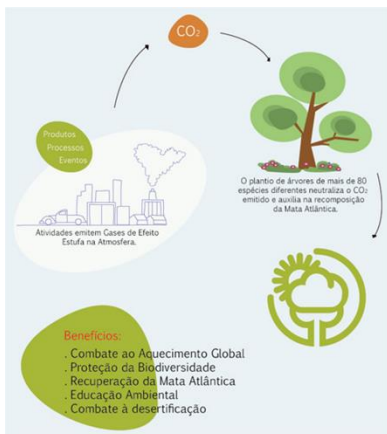 CO₂
Produtos
Processos
Eventos
Atividades emitem Gases de Efeito
Estufa na Atmosfera.
O plantio de árvores de mais de 80
espécies diferentes neutraliza o CO₂
emitido e auxilia na recomposição
da Mata Atlântica.
Benefícios:
. Combate ao Aquecimento Global
. Proteção da Biodiversidade
. Recuperação da Mata Atlântica
. Educação Ambiental
. Combate à desertificação